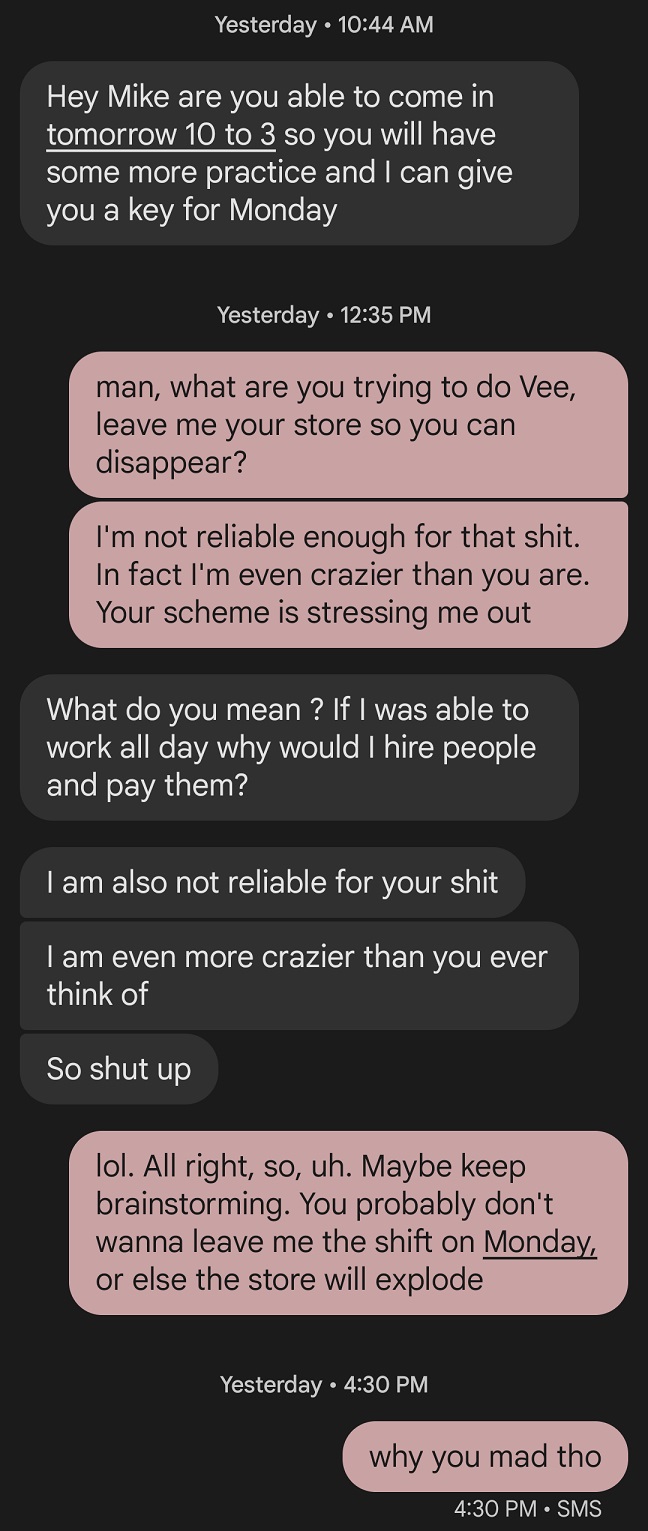 Yesterday • 10:44 AM
Hey Mike are you able to come in
tomorrow 10 to 3 so you will have
some more practice and I can give
you a key for Monday
Yesterday • 12:35 PM
man, what are you trying to do Vee,
leave me your store so you can
disappear?
I'm not reliable enough for that shit.
In fact I'm even crazier than you are.
Your scheme is stressing me out
What do you mean ? If I was able to
work all day why would I hire people
and pay them?
I am also not reliable for your shit
I am even more crazier than you ever
think of
So shut up
lol. All right, so, uh. Maybe keep
brainstorming. You probably don't
wanna leave me the shift on Monday,
or else the store will explode
Yesterday • 4:30 PM
why you mad tho
4:30 PM • SMS